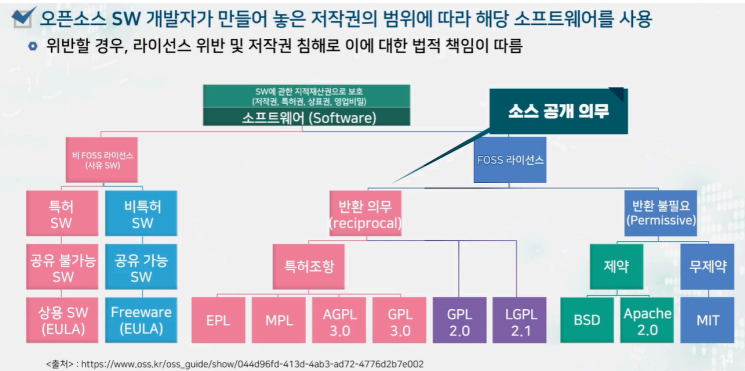 오픈소스 SW 개발자가 만들어 놓은 저작권의 범위에 따라 해당 소프트웨어를 사용
위반할 경우, 라이선스 위반 및 저작권 침해로 이에 대한 법적 책임이 따름
SW에 관한 지적재산권으로 보호
(저작권, 특허권, 상표권, 영업비밀)
소프트웨어 (Software)
소스 공개 의무
비 FOSS 라이선스
(사유 SW)
FOSS 라이선스
특허
SW
비특허
SW
반환 의무
(reciprocal)
반환 불필요
(Permissive)
공유 불가능
SW
공유 가능
SW
특허조항
제약
무제약
상용 SW
(EULA)
Freeware
(EULA)
EPL
MPL
AGPL
3.0
GPL
3.0
GPL
2.0
LGPL
2.1
BSD
Apache
2.0
MIT
<출처> : https://www.oss.kr/oss_guide/show/044d96fd-413d-4ab3-ad72-4776d2b7e002